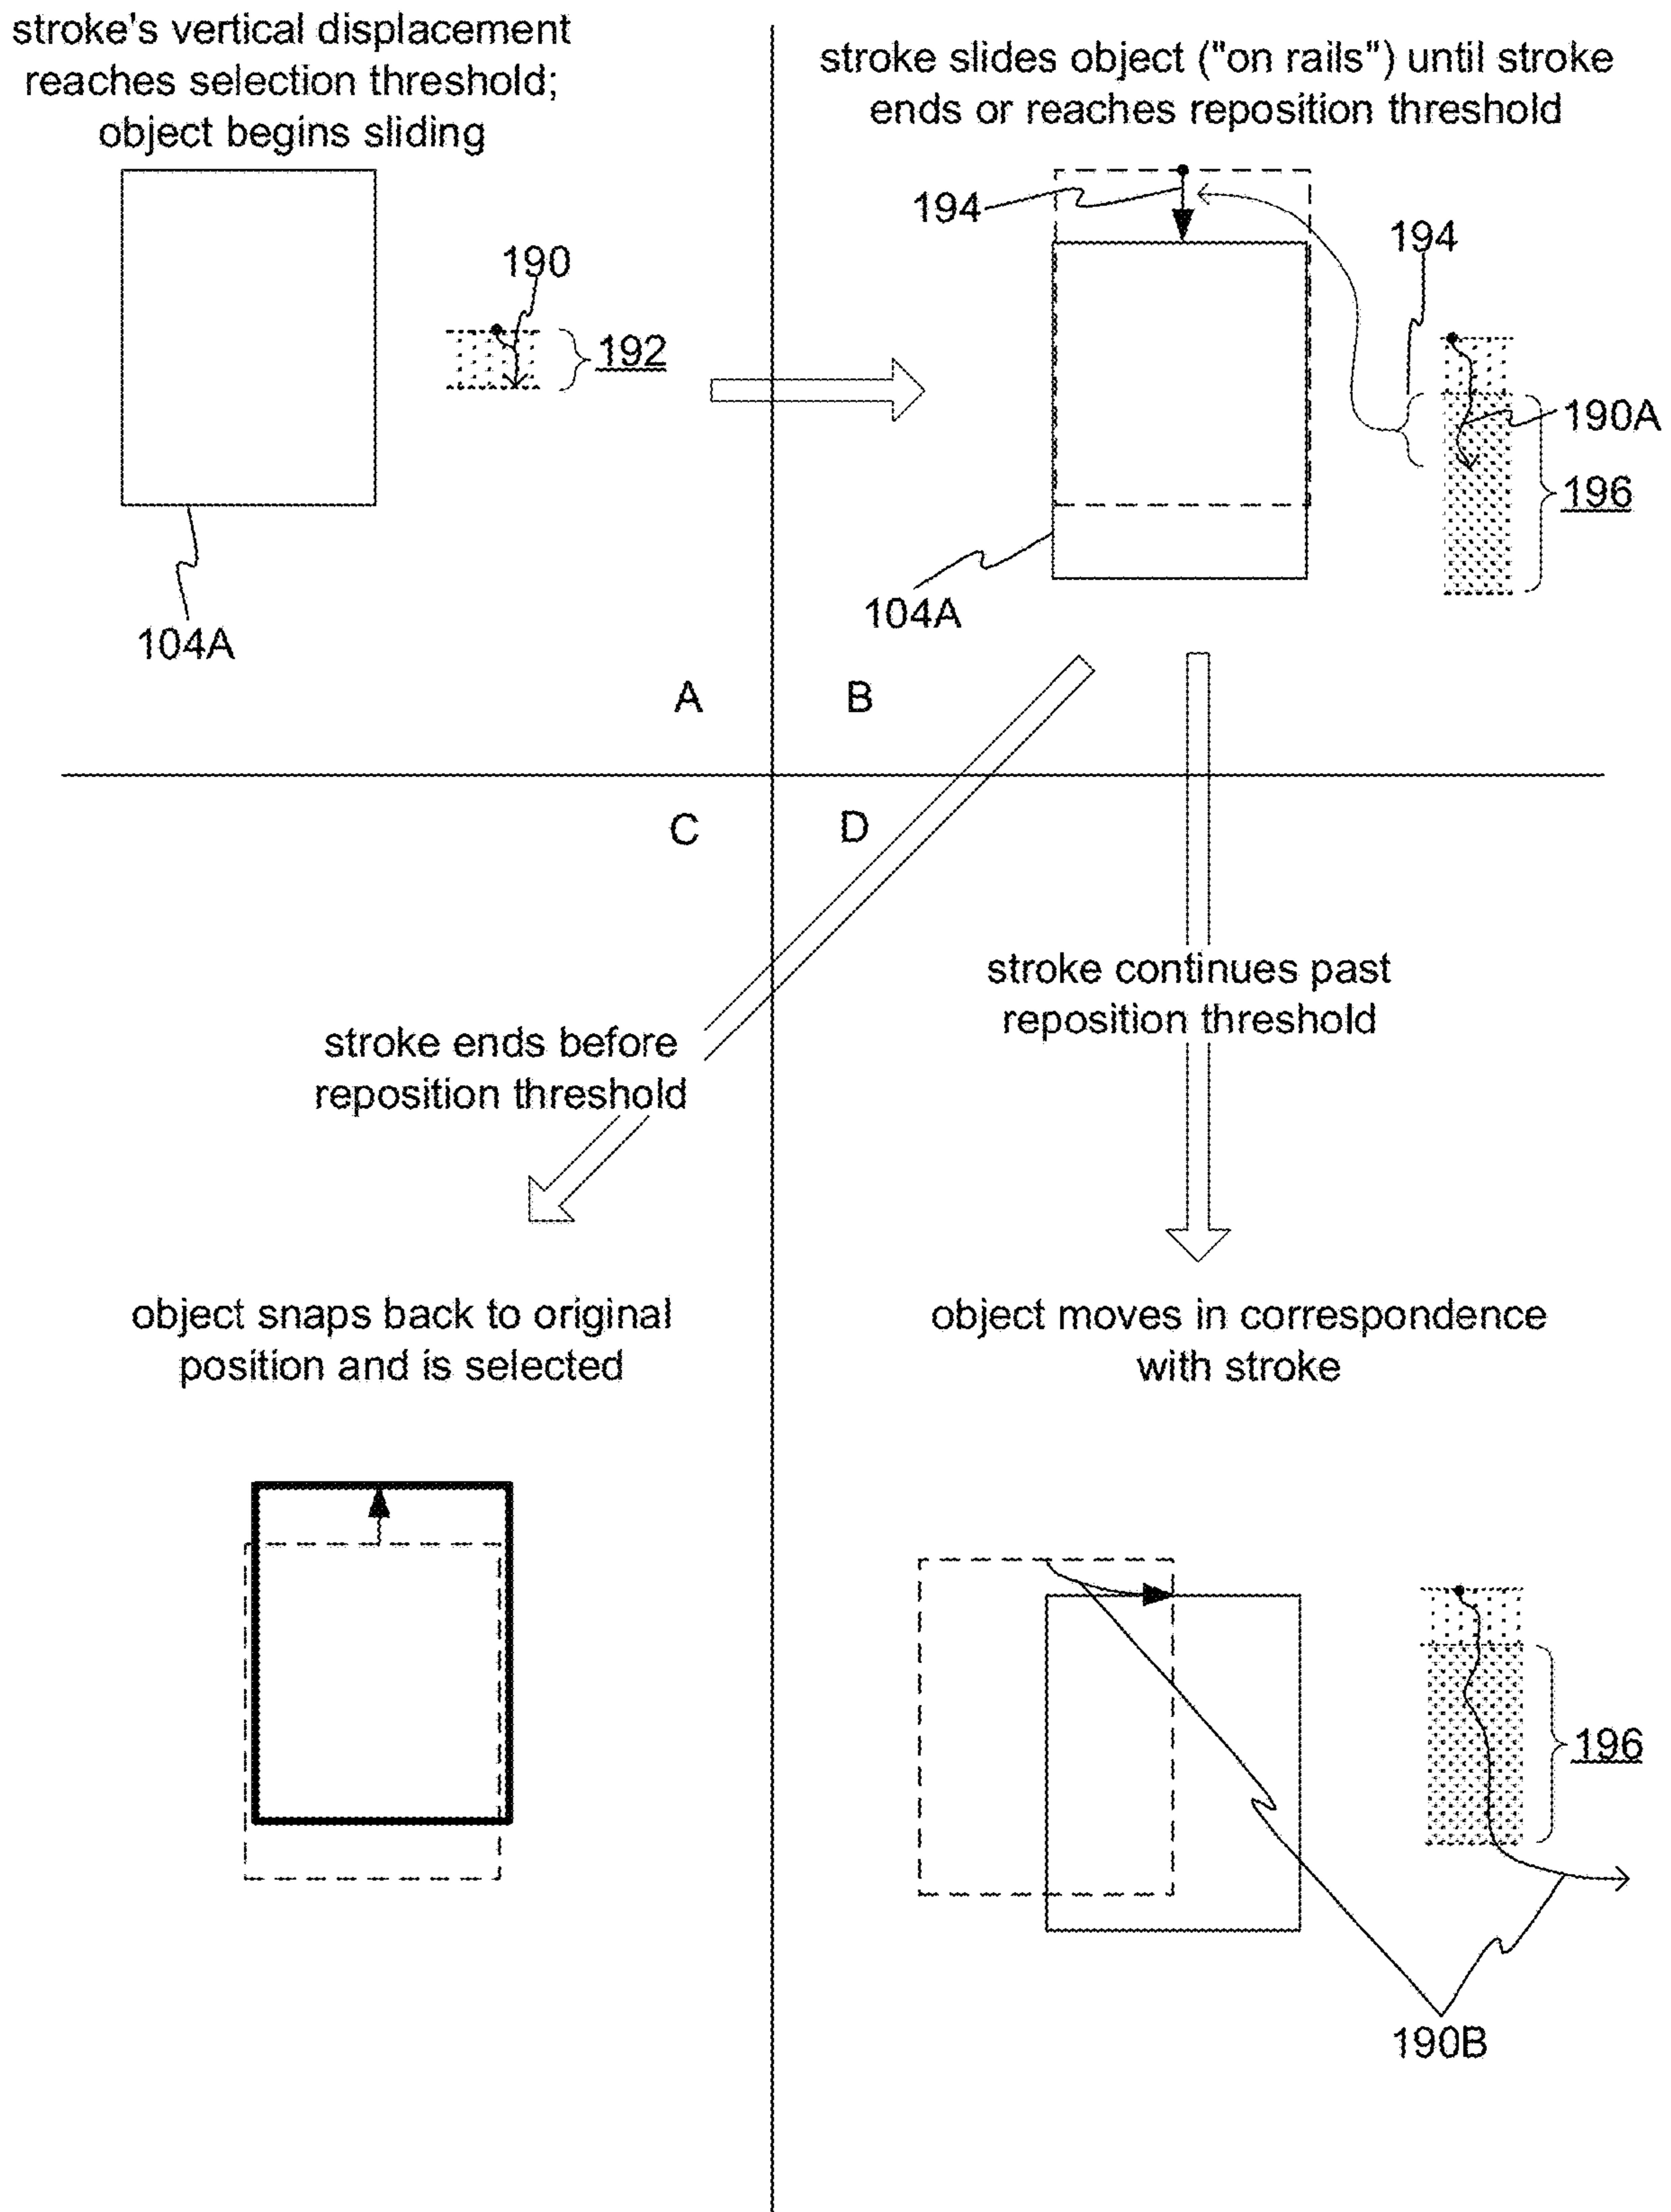 stroke's vertical displacement
reaches selection threshold;
object begins sliding
190
192
104A
A
stroke slides object ("on rails") until stroke
ends or reaches reposition threshold
194
194
190A
196
104A
B
C
stroke ends before
reposition threshold
object snaps back to original
position and is selected
D
stroke continues past
reposition threshold
object moves in correspondence
with stroke
196
190B